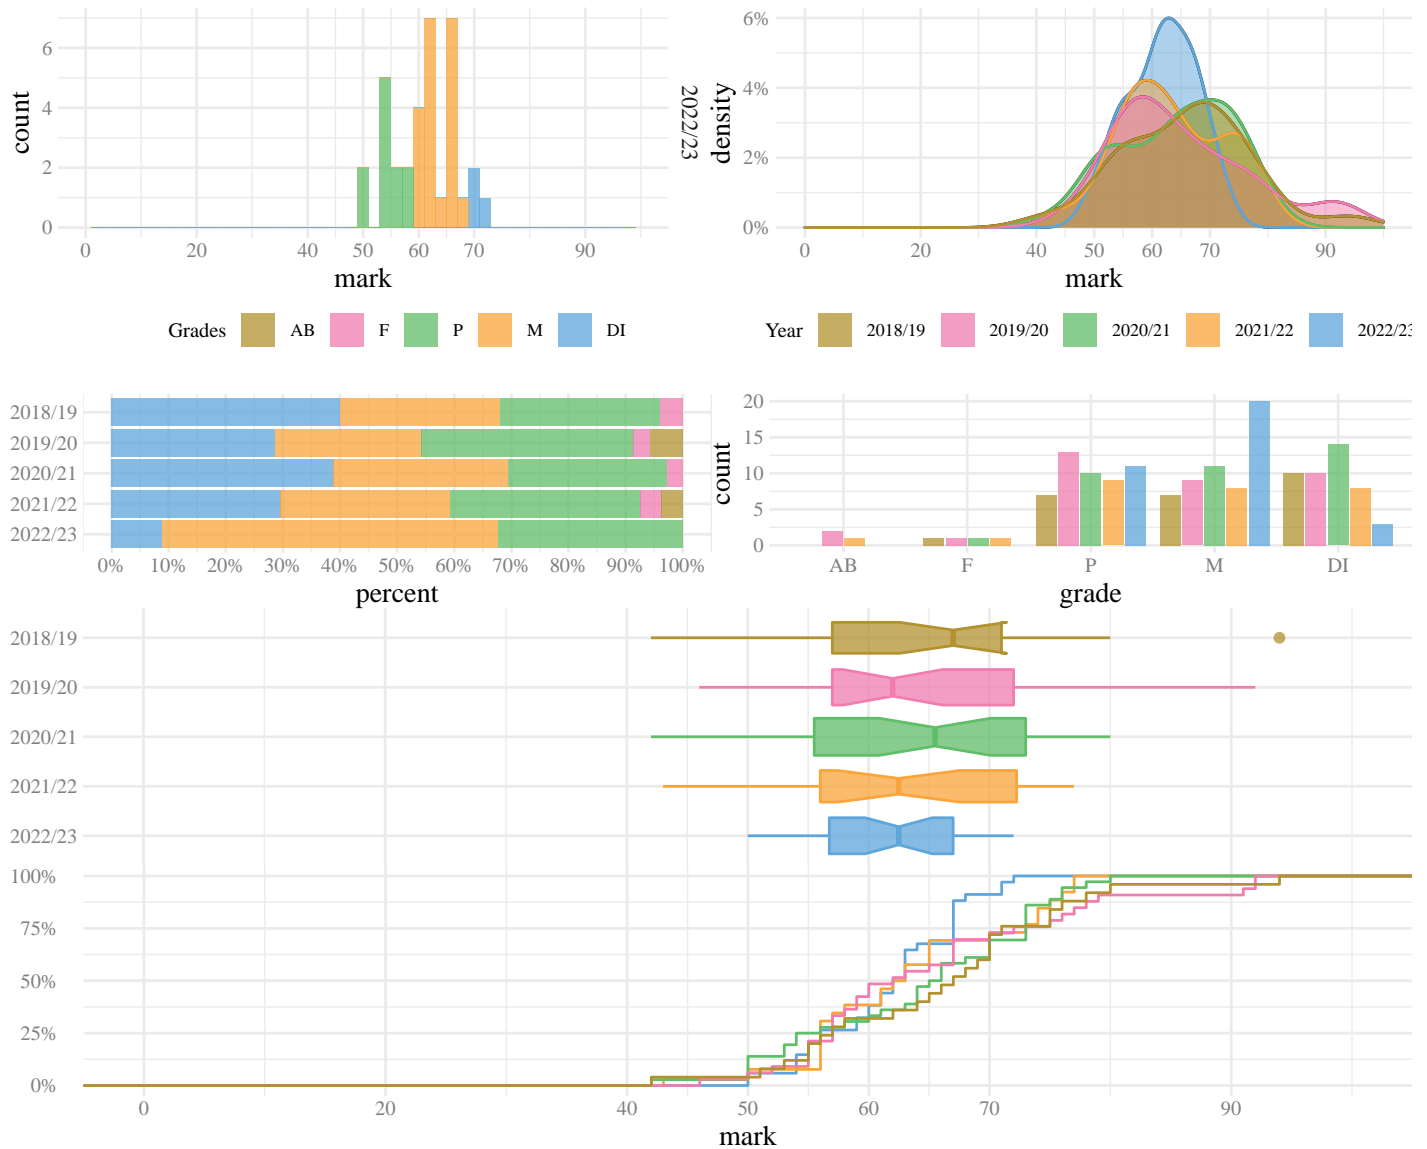 6
4
2
0
count
0 20 40 50 60 70 90
mark
2022/23
6%
4%
2%
0%
density
0 20 40 50 60 70 90
mark
Grades AB F P M DI
Year 2018/19 2019/20 2020/21 2021/22 2022/23
2018/19
2019/20
2020/21
2021/22
2022/23
0% 10% 20% 30% 40% 50% 60% 70% 80% 90% 100%
percent
20
15
10
5
0
count
AB F P M DI
grade
2018/19
2019/20
2020/21
2021/22
2022/23
100%
75%
50%
25%
0%
0 20 40 50 60 70 90
mark